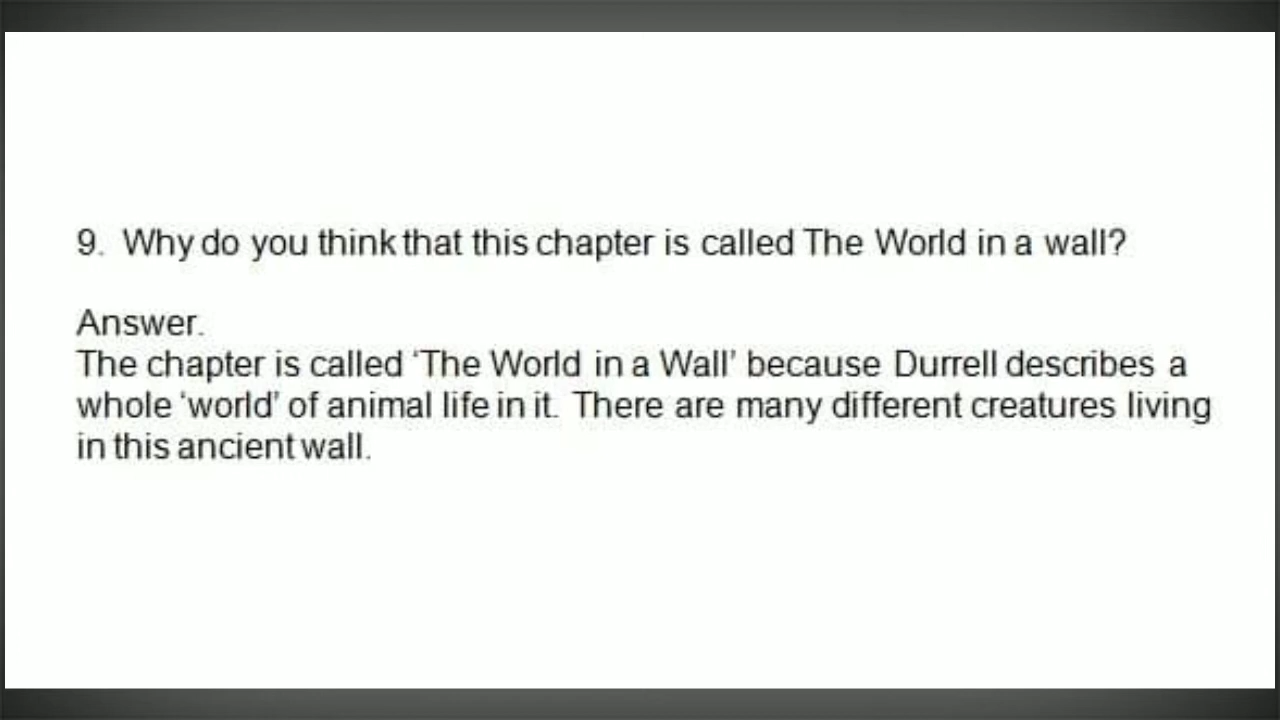 9. Why do you think that this chapter is called The World in a wall?
Answer.
The chapter is called ‘The World in a Wall’ because Durrell describes a
whole ‘world’ of animal life in it. There are many different creatures living
in this ancient wall.